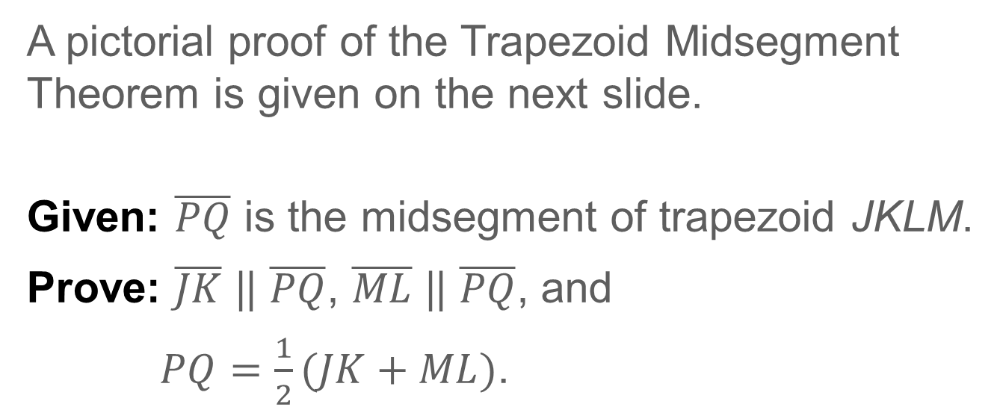 A pictorial proof of the Trapezoid Midsegment
Theorem is given on the next slide.
Given: $\overline{PQ}$ is the midsegment of trapezoid JKLM.
Prove: $\overline{JK}$ || $\overline{PQ}$, $\overline{ML}$ || $\overline{PQ}$, and
$PQ = \frac{1}{2}(JK + ML)$.